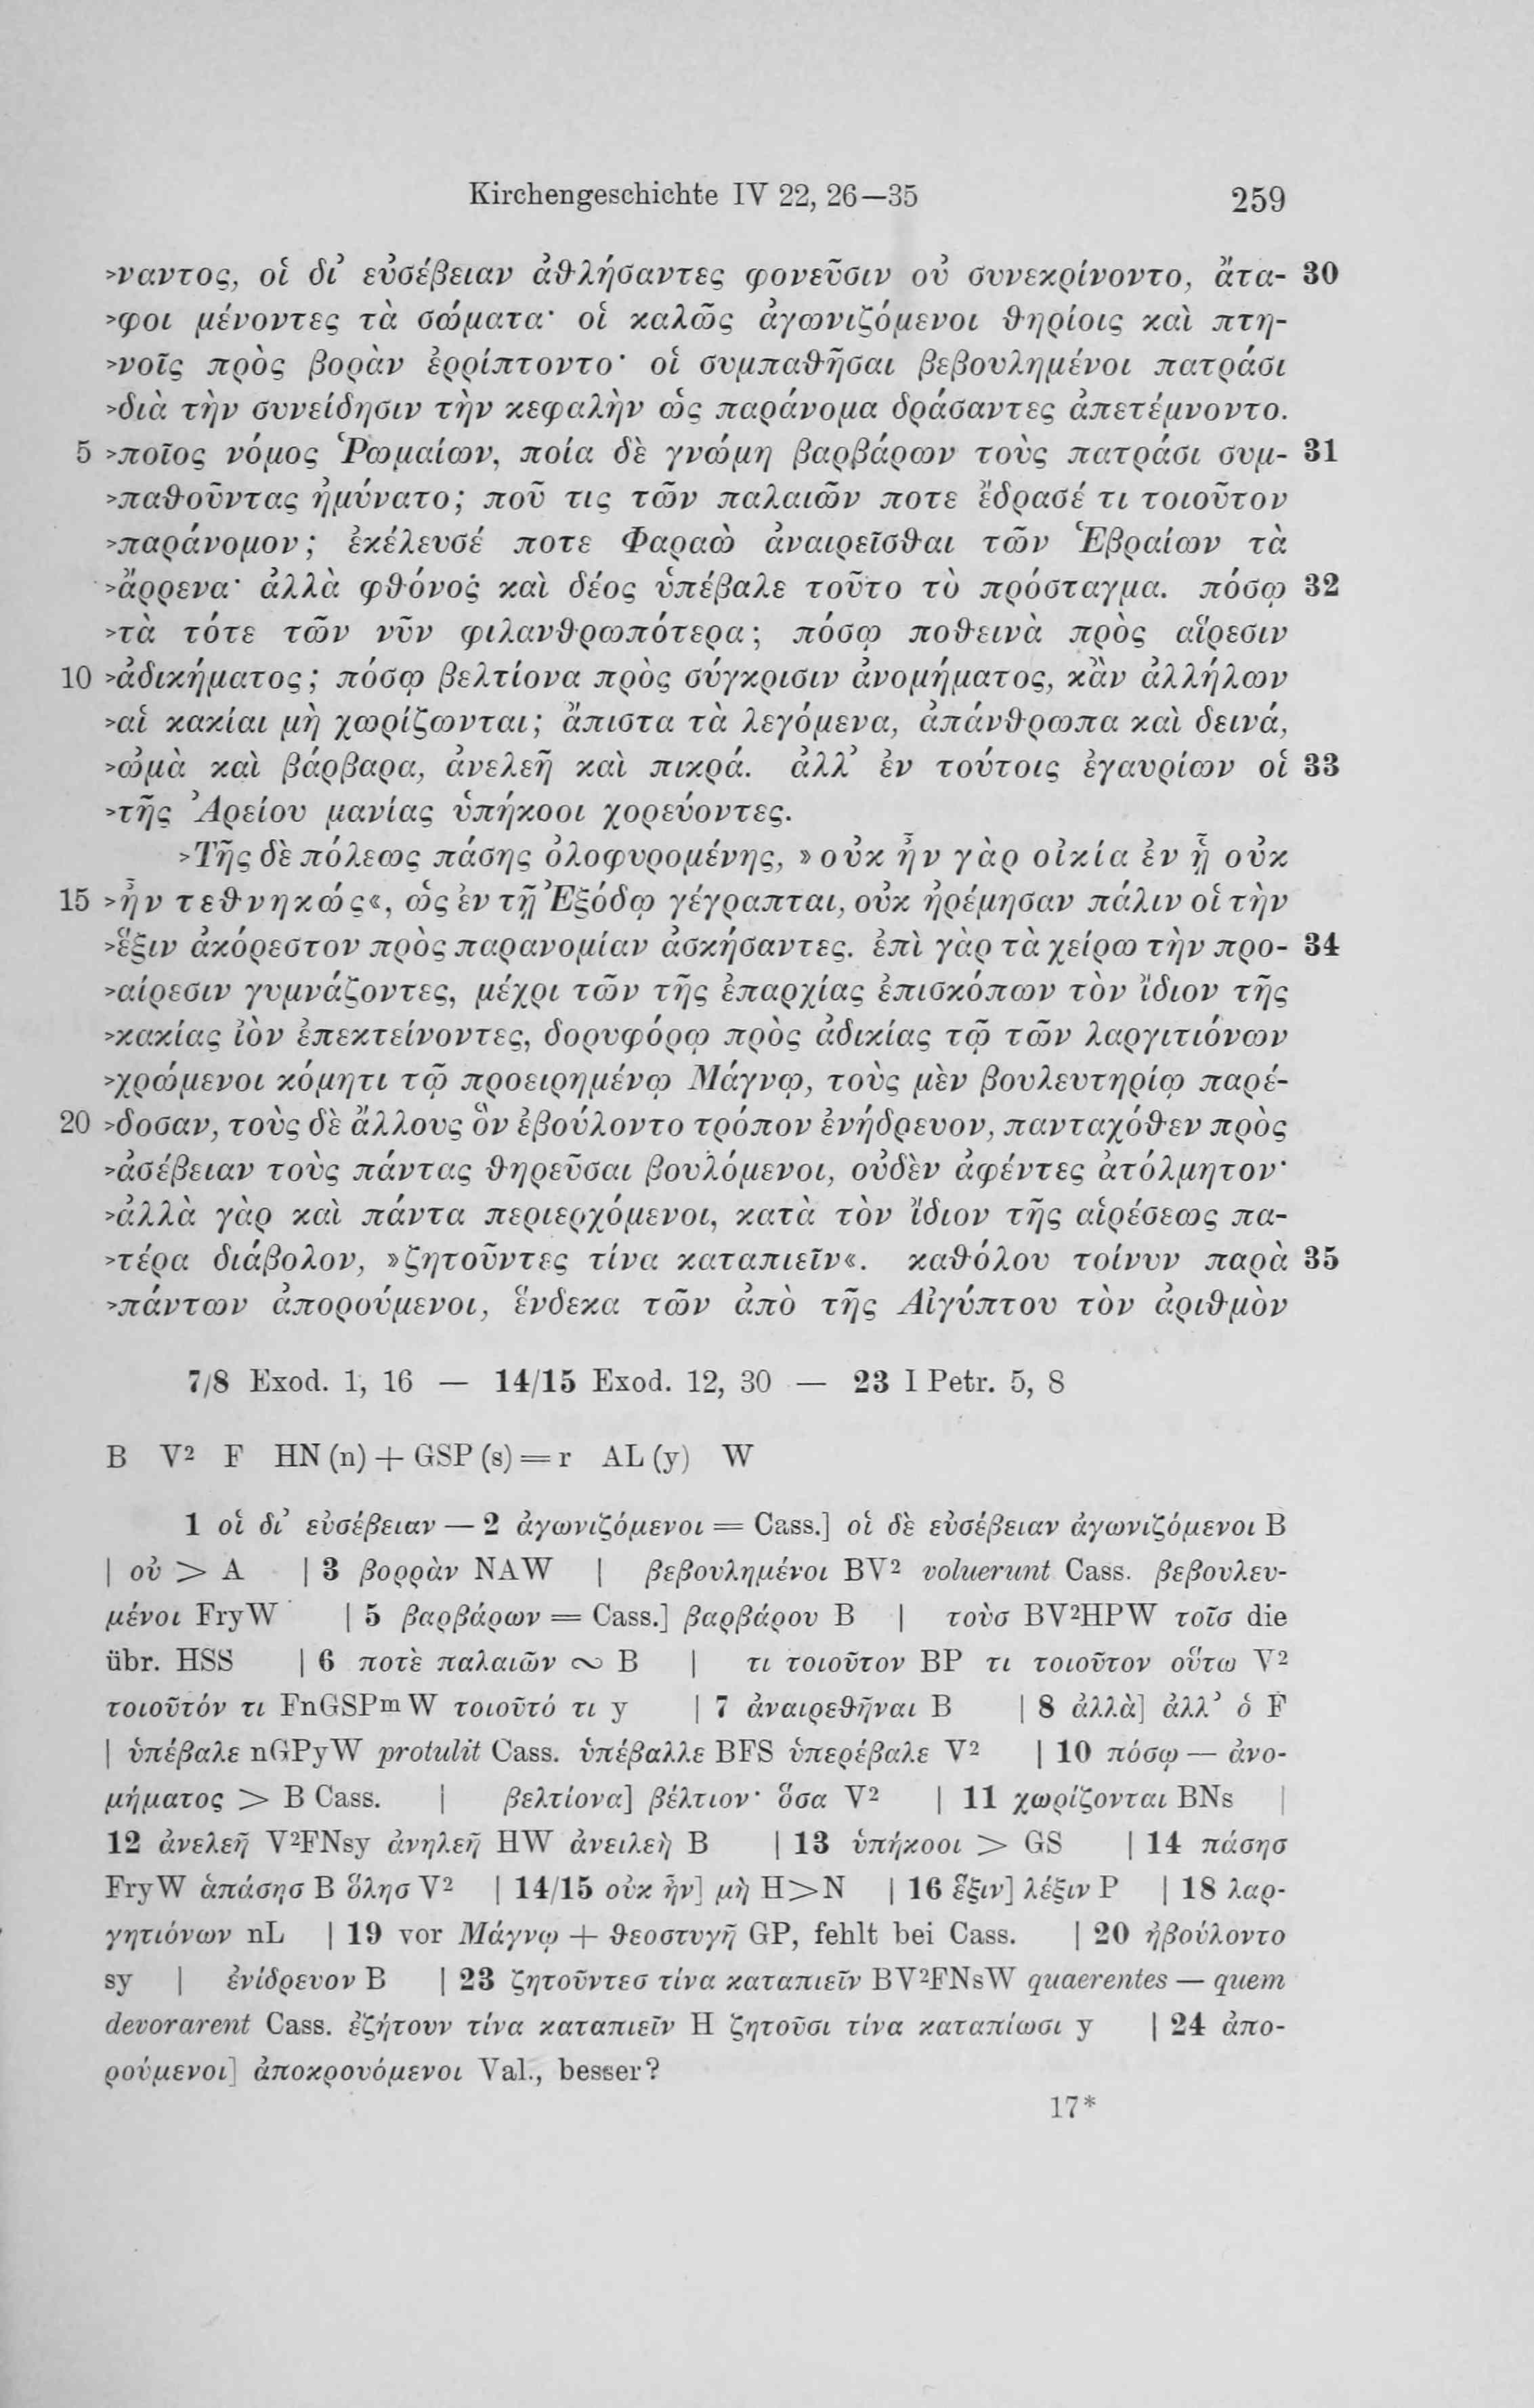 Kirchengeschichte IV 22, 26—35 259
>ναντος, οἱ δι’ εὐσέβειαν ἀθλήσαντες φονεῦσιν οὐ συνεκρίνοντο, ἄτα- 30
>φοι μένοντες τὰ σώματα· οἱ καλῶς ἀγωνιζόμενοι θηρίοις καὶ πτη-
>νοῖς πρὸς βορὰν ἐρρίπτοντο· οἱ συμπαθῆσαι βεβουλημένοι πατράσι
>διὰ τὴν συνείδησιν τὴν κεφαλὴν ὡς παράνομα δράσαντες ἀπετέμνοντο.
5 >ποῖος νόμος Ῥωμαίων, ποία δὲ γνώμη βαρβάρων τοὺς πατράσι συμ- 31
>παθοῦντας ἠμύνατο; ποῦ τις τῶν παλαιῶν ποτε ἔδρασέ τι τοιοῦτον
>παράνομον; ἐκέλευσέ ποτε Φαραὼ ἀναιρεῖσθαι τῶν Ἑβραίων τὰ
>ἄρρενα· ἀλλὰ φθόνος καὶ δέος ὑπέβαλε τοῦτο τὸ πρόσταγμα. πόσῳ 32
>τὰ τότε τῶν νῦν φιλανθρωπότερα; πόσῳ ποθεινὰ πρὸς αἵρεσιν
10 >ἀδικήματος; πόσῳ βελτίονα πρὸς σύγκρισιν ἀνομήματος, κἂν ἀλλήλων
>αἱ κακίαι μὴ χωρίζωνται; ἄπιστα τὰ λεγόμενα, ἀπάνθρωπα καὶ δεινά,
>ὠμὰ καὶ βάρβαρα, ἀνελεῆ καὶ πικρά. ἀλλ’ ἐν τούτοις ἐγαυρίων οἱ 33
>τῆς Ἀρείου μανίας ὑπήκοοι χορεύοντες.
>Τῆς δὲ πόλεως πάσης ὀλοφυρομένης, »οὐκ ἦν γὰρ οἰκία ἐν ᾗ οὐκ
15 >ἦν τεθνηκώς«, ὡς ἐν τῇ Ἐξόδῳ γέγραπται, οὐκ ἠρέμησαν πάλιν οἱ τὴν
>ἕξιν ἀκόρεστον πρὸς παρανομίαν ἀσκήσαντες. ἐπὶ γὰρ τὰ χείρω τὴν προ- 34
>αίρεσιν γυμνάζοντες, μέχρι τῶν τῆς ἐπαρχίας ἐπισκόπων τὸν ἴδιον τῆς
>κακίας ἰὸν ἐπεκτείνοντες, δορυφόρῳ πρὸς ἀδικίας τῷ τῶν λαργιτιόνων
>χρώμενοι κόμητι τῷ προειρημένῳ Μάγνῳ, τοὺς μὲν βουλευτηρίῳ παρέ-
20 >δοσαν, τοὺς δὲ ἄλλους ὃν ἐβούλοντο τρόπον ἐνήδρευον, πανταχόθεν πρὸς
>ἀσέβειαν τοὺς πάντας θηρεῦσαι βουλόμενοι, οὐδὲν ἀφέντες ἀτόλμητον·
>ἀλλὰ γὰρ καὶ πάντα περιερχόμενοι, κατὰ τὸν ἴδιον τῆς αἱρέσεως πα-
>τέρα διάβολον, »ζητοῦντες τίνα καταπιεῖν«. καθόλου τοίνυν παρὰ 35
>πάντων ἀπορούμενοι, ἕνδεκα τῶν ἀπὸ τῆς Αἰγύπτου τὸν ἀριθμὸν
7/8 Exod. 1, 16 — 14/15 Exod. 12, 30 — 23 I Petr. 5, 8
B V² F HN (n) + GSP (s) = r AL (y) W
1 οἱ δι’ εὐσέβειαν — 2 ἀγωνιζόμενοι = Cass.] οἱ δὲ εὐσέβειαν ἀγωνιζόμενοι B
| οὐ > A | 3 βορρὰν NAW | βεβουλημένοι BV² voluerunt Cass. βεβουλευ-
μένοι FryW | 5 βαρβάρων = Cass.] βαρβάρου B | τοὺσ BV²HPW τοῖσ die
übr. HSS | 6 ποτὲ παλαιῶν ∾ B | τι τοιοῦτον BP τι τοιοῦτον οὕτω V²
τοιοῦτόν τι FnGSPᵐ W τοιοῦτό τι y | 7 ἀναιρεθῆναι B | 8 ἀλλὰ] ἀλλ’ ὁ F
| ὑπέβαλε nGPyW protulit Cass. ὑπέβαλλε BFS ὑπερέβαλε V² | 10 πόσῳ — ἀνο-
μήματος > B Cass. | βελτίονα] βέλτιον· ὅσα V² | 11 χωρίζονται BNs |
12 ἀνελεῆ V²FNsy ἀνηλεῆ HW ἀνειλεὴ B | 13 ὑπήκοοι > GS | 14 πάσησ
FryW ἁπάσησ B ὅλησ V² | 14/15 οὐκ ἦν] μὴ H>N | 16 ἕξιν] λέξιν P | 18 λαρ-
γητιόνων nL | 19 vor Μάγνῳ + θεοστυγῆ GP, fehlt bei Cass. | 20 ἠβούλοντο
sy | ἐνίδρευον B | 23 ζητοῦντεσ τίνα καταπιεῖν BV²FNsW quaerentes — quem
devorarent Cass. ἐζήτουν τίνα καταπιεῖν H ζητοῦσι τίνα καταπίωσι y | 24 ἀπο-
ρούμενοι] ἀποκρουόμενοι Val., besser?
17*